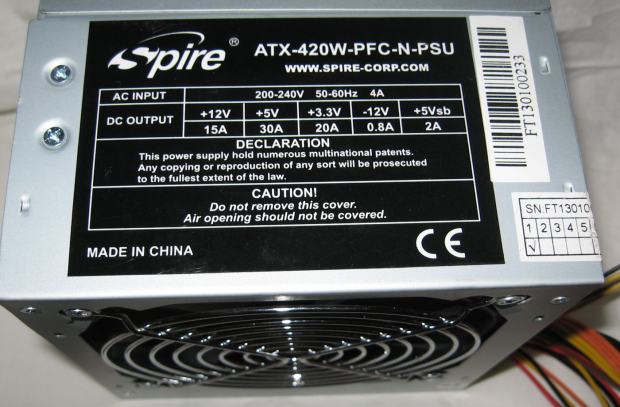 Spire®
ATX-420W-PFC-N-PSU
WWW.SPIRE-CORP.COM
AC INPUT 200-240V 50-60Hz 4A
DC OUTPUT +12V +5V +3.3V -12V +5Vsb
15A 30A 20A 0.8A 2A
DECLARATION
This power supply hold numerous multinational patents.
Any copying or reproduction of any sort will be prosecuted
to the fullest extent of the law.
CAUTION!
Do not remove this cover.
Air opening should not be covered.
MADE IN CHINA
CE
FT130100233
SN:FT13010
1 2 3 4 5
√